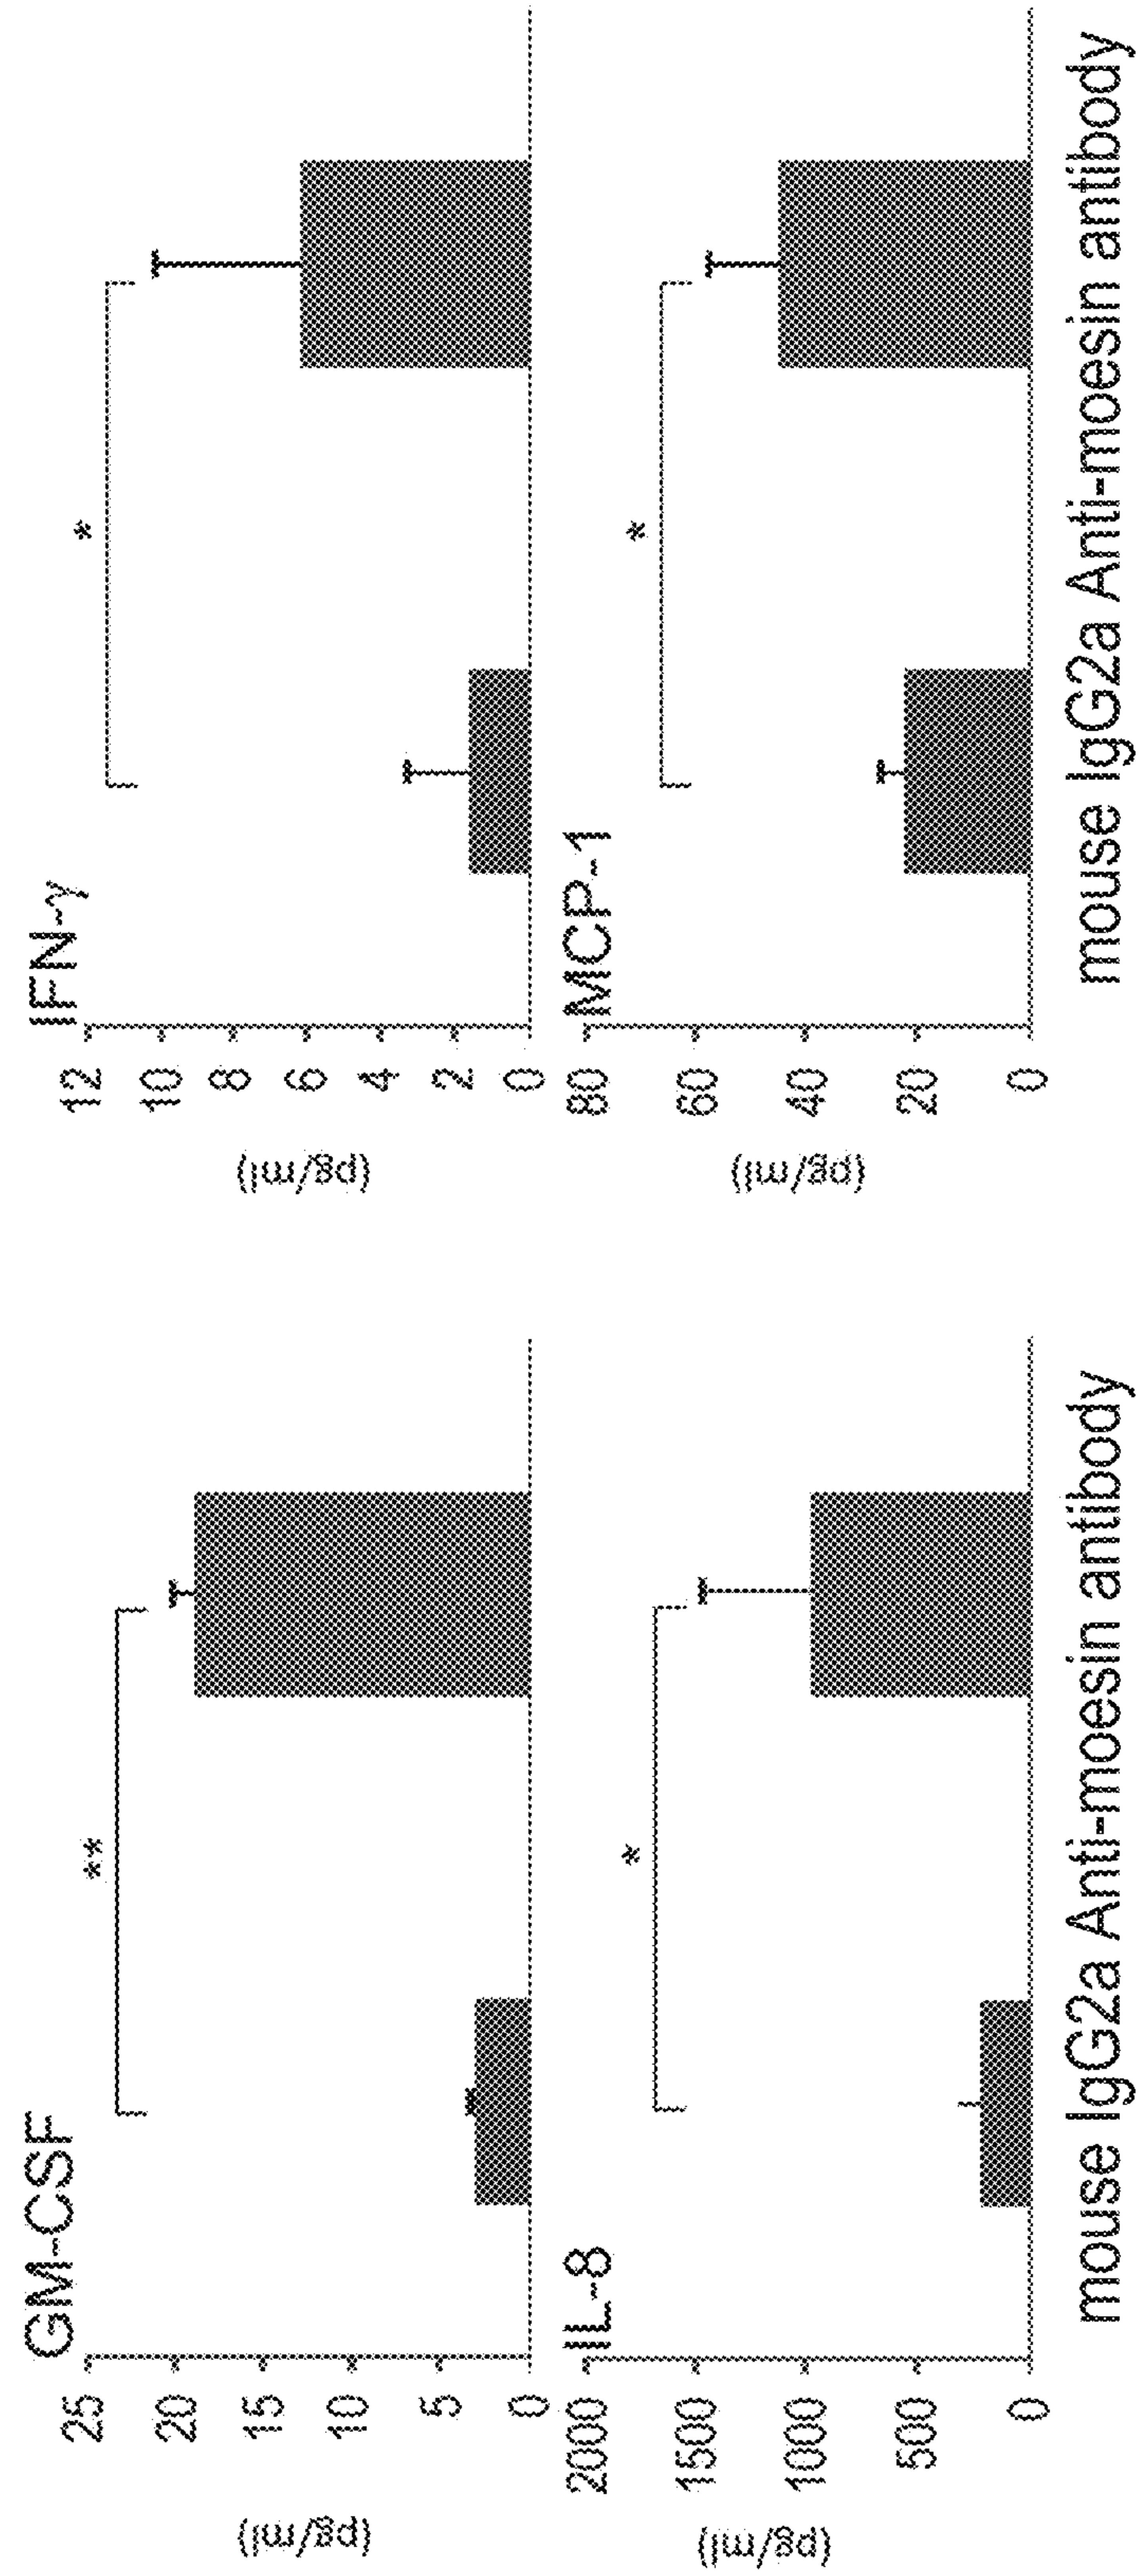 GM-CSF
25
20
15
10
5
0
(pg/ml)
**
IFN-γ
12
10
8
6
4
2
0
(pg/ml)
*
IL-8
2000
1500
1000
500
0
(pg/ml)
*
MCP-1
80
60
40
20
0
(pg/ml)
*
mouse IgG2a Anti-moesin antibody
mouse IgG2a Anti-moesin antibody